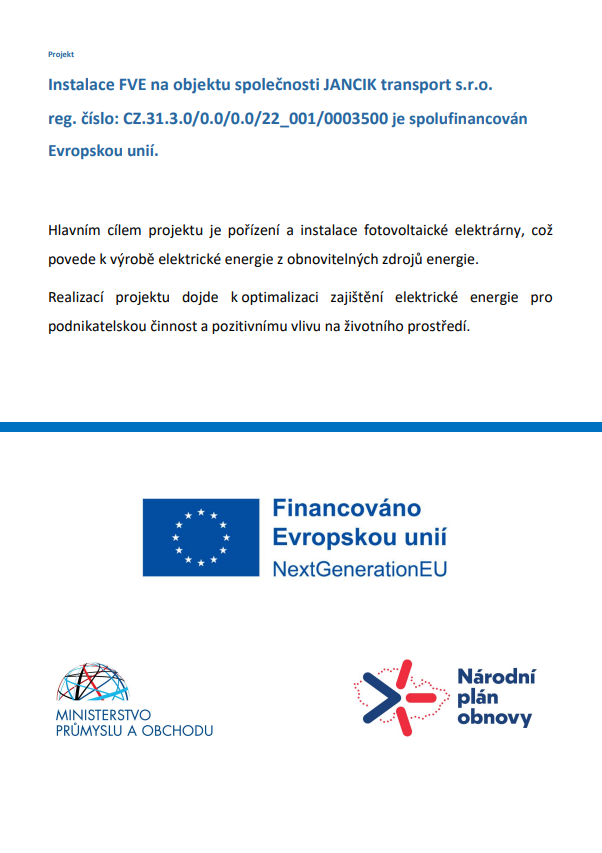 Projekt
Instalace FVE na objektu společnosti JANCIK transport s.r.o.
reg. číslo: CZ.31.3.0/0.0/0.0/22_001/0003500 je spolufinancován
Evropskou unií.
Hlavním cílem projektu je pořízení a instalace fotovoltaické elektrárny, což
povede k výrobě elektrické energie z obnovitelných zdrojů energie.
Realizací projektu dojde k optimalizaci zajištění elektrické energie pro
podnikatelskou činnost a pozitivnímu vlivu na životního prostředí.
Financováno
Evropskou unií
NextGenerationEU
MINISTERSTVO
PRŮMYSLU A OBCHODU
Národní
plán
obnovy